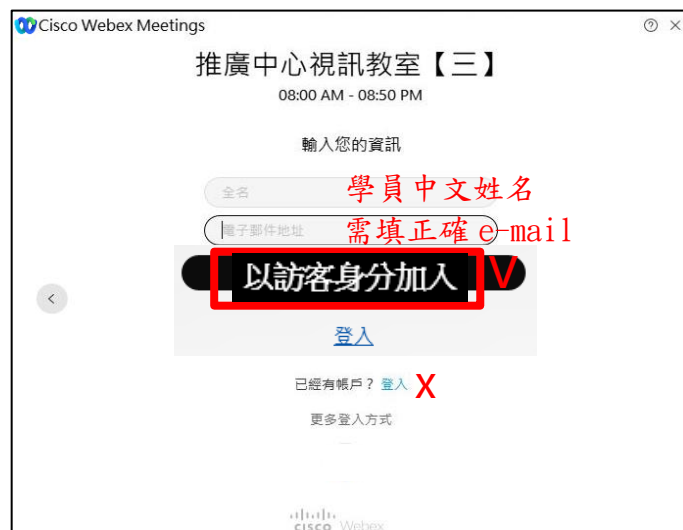 Cisco Webex Meetings
推廣中心視訊教室【三】
08:00 AM - 08:50 PM
輸入您的資訊
全名 學員中文姓名
電子郵件地址 需填正確 e-mail
以訪客身分加入 V
登入
已經有帳戶？ 登入 X
更多登入方式
CISCO Webex